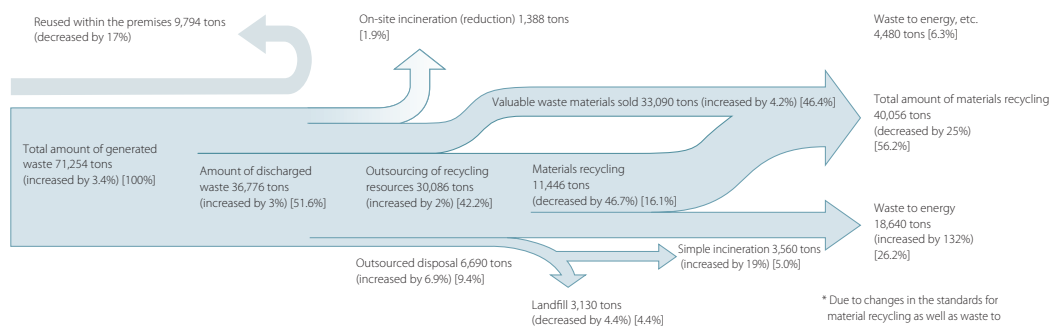 Reused within the premises 9,794 tons
(decreased by 17%)
On-site incineration (reduction) 1,388 tons
[1.9%]
Waste to energy, etc.
4,480 tons [6.3%]
Valuable waste materials sold 33,090 tons (increased by 4.2%) [46.4%]
Total amount of materials recycling
40,056 tons
(decreased by 25%)
[56.2%]
Total amount of generated
waste 71,254 tons
(increased by 3.4%) [100%]
Amount of discharged
waste 36,776 tons
(increased by 3%) [51.6%]
Outsourcing of recycling
resources 30,086 tons
(increased by 2%) [42.2%]
Materials recycling
11,446 tons
(decreased by 46.7%) [16.1%]
Waste to energy
18,640 tons
(increased by 132%)
[26.2%]
Outsourced disposal 6,690 tons
(increased by 6.9%) [9.4%]
Simple incineration 3,560 tons
(increased by 19%) [5.0%]
Landfill 3,130 tons
(decreased by 4.4%) [4.4%]
* Due to changes in the standards for
material recycling as well as waste to